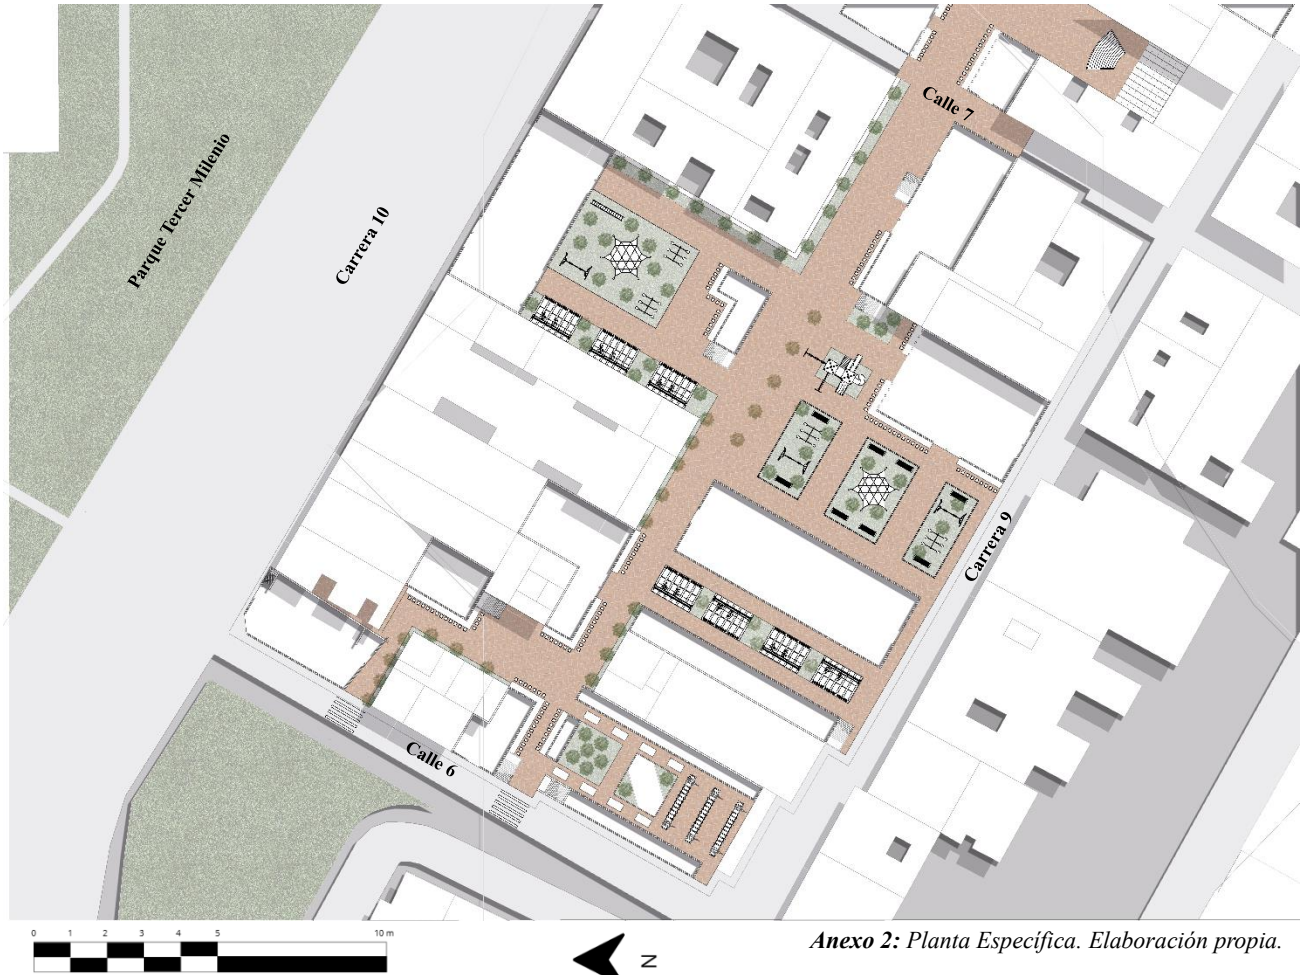 Calle 7
Parque Tercer Milenio
Carrera 10
Carrera 9
Calle 6
0 1 2 3 4 5 10 m
N
Anexo 2: Planta Específica. Elaboración propia.